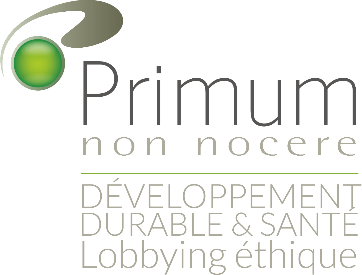 Primum
non nocere
DÉVELOPPEMENT
DURABLE & SANTÉ
Lobbying éthique